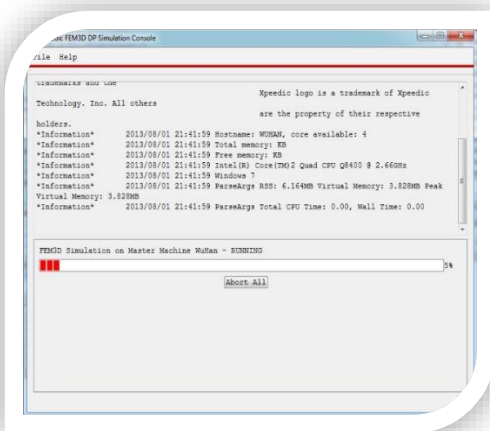 FEM3D DP Simulation Console
File Help
trademarks and the
Xpeedic logo is a trademark of Xpeedic
Technology. Inc. All others
are the property of their respective
holders.
*Information* 2013/08/01 21:41:59 Hostname: WUHAN, core available: 4
*Information* 2013/08/01 21:41:59 Total memory: KB
*Information* 2013/08/01 21:41:59 Free memory: KB
*Information* 2013/08/01 21:41:59 Intel(R) Core(TM)2 Quad CPU Q8400 @ 2.66GHz
*Information* 2013/08/01 21:41:59 Windows 7
*Information* 2013/08/01 21:41:59 ParseArgs RSS: 6.164MB Virtual Memory: 3.828MB Peak
Virtual Memory: 3.828MB
*Information* 2013/08/01 21:41:59 ParseArgs Total CPU Time: 0.00, Wall Time: 0.00
FEM3D Simulation on Master Machine WuHan - RUNNING
5%
Abort All